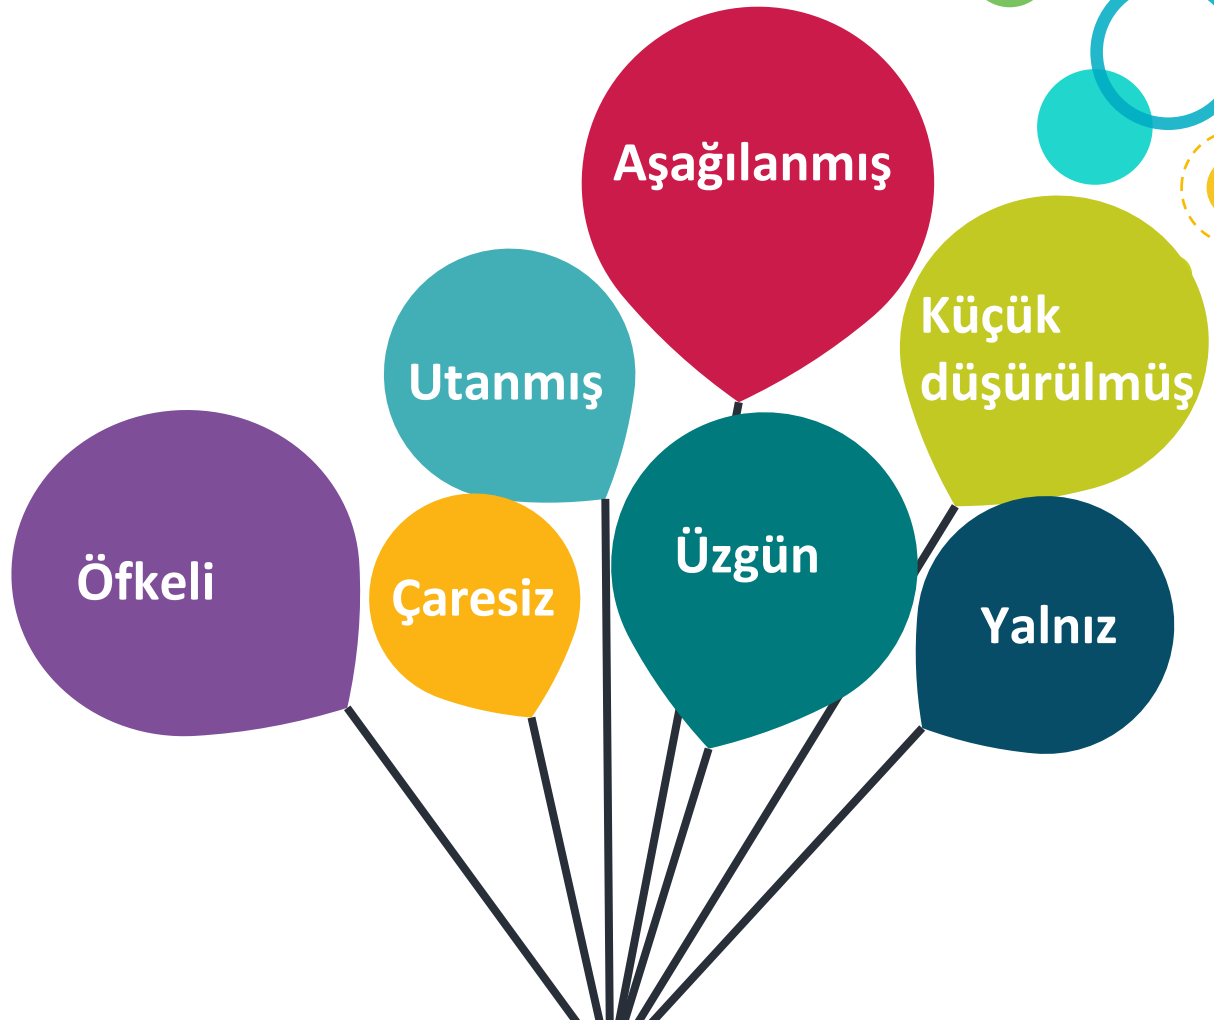 Aşağılanmış
Küçük
düşürülmüş
Utanmış
Öfkeli
Çaresiz
Üzgün
Yalnız